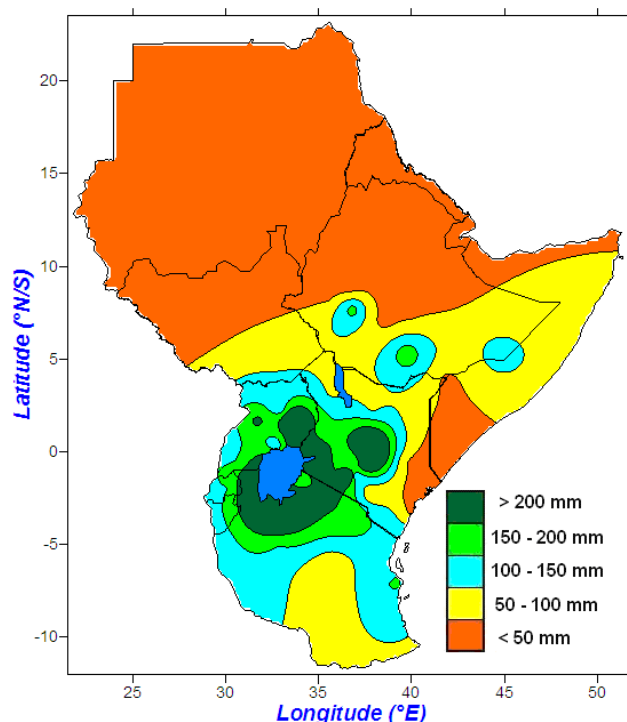 Latitude (°N/S)
20
15
10
5
0
-5
-10
> 200 mm
150 - 200 mm
100 - 150 mm
50 - 100 mm
< 50 mm
25 30 35 40 45 50
Longitude (°E)